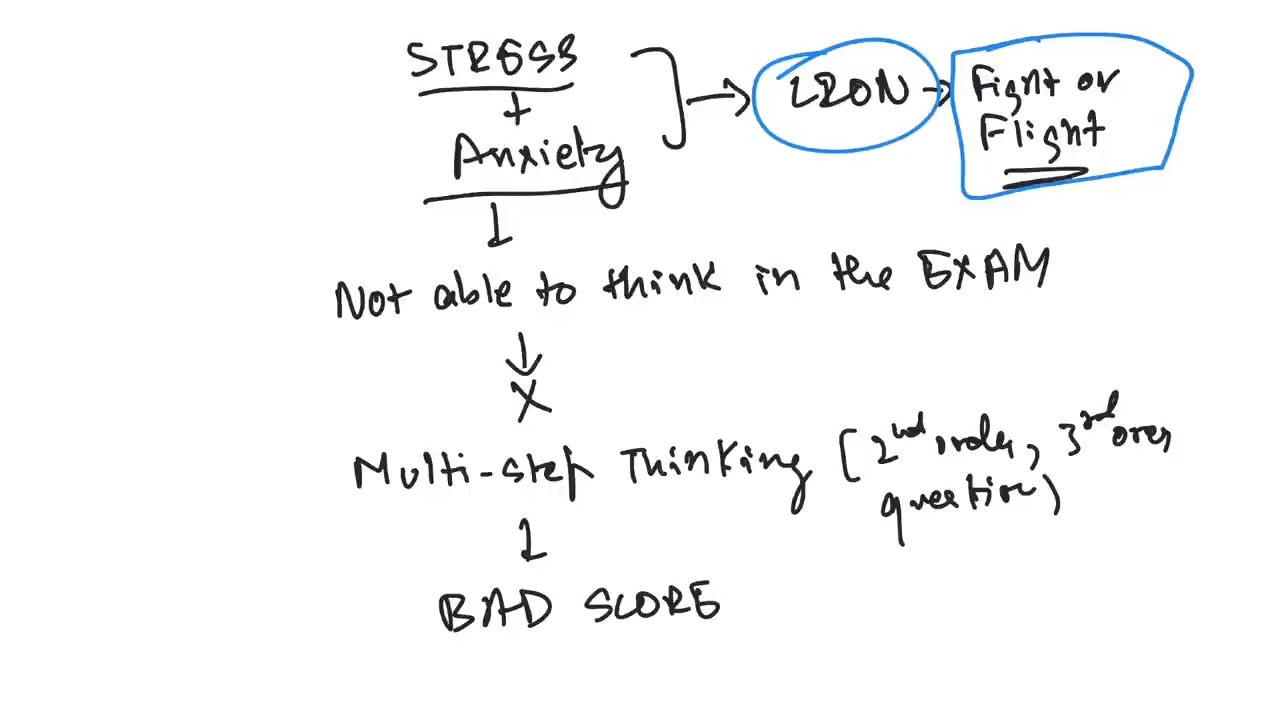 STRESS
+
Anxiety
LION
Fight or
Flight
Not able to think in the EXAM
X
Multi-step Thinking [2nd order, 3rd order
question)
BAD SCORE